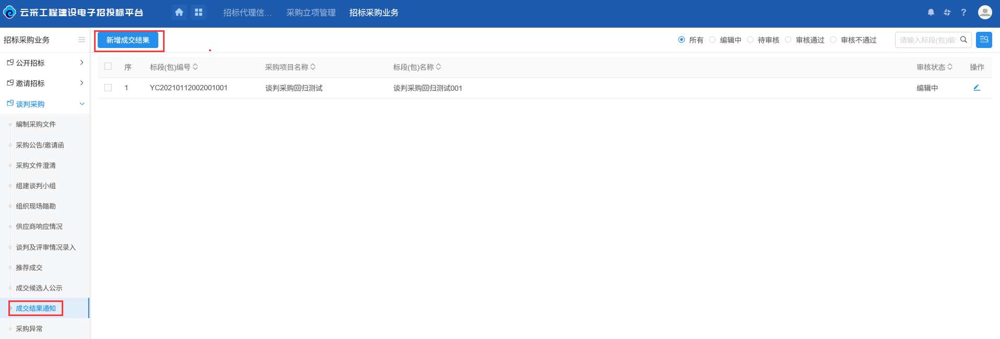 云采工程建设电子招投标平台
招标代理信… 采购立项管理 招标采购业务
招标采购业务
新增成交结果
所有 编辑中 待审核 审核通过 审核不通过
请输入标段(包)编
公开招标
邀请招标
谈判采购
编制采购文件
采购公告/邀请函
采购文件澄清
组建谈判小组
组织现场踏勘
供应商响应情况
谈判及评审情况录入
推荐成交
成交候选人公示
成交结果通知
采购异常
序 标段(包)编号 采购项目名称 标段(包)名称 审核状态 操作
1 YC20210112002001001 谈判采购回归测试 谈判采购回归测试001 编辑中